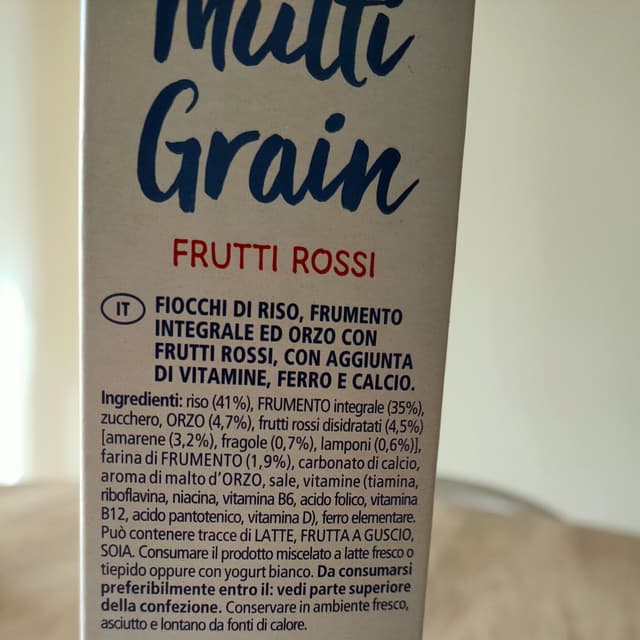 Multi
Grain
FRUTTI ROSSI
IT
FIOCCHI DI RISO, FRUMENTO
INTEGRALE ED ORZO CON
FRUTTI ROSSI, CON AGGIUNTA
DI VITAMINE, FERRO E CALCIO.
Ingredienti: riso (41%), FRUMENTO integrale (35%),
zucchero, ORZO (4,7%), frutti rossi disidratati (4,5%)
[amarene (3,2%), fragole (0,7%), lamponi (0,6%)],
farina di FRUMENTO (1,9%), carbonato di calcio,
aroma di malto d'ORZO, sale, vitamine (tiamina,
riboflavina, niacina, vitamina B6, acido folico, vitamina
B12, acido pantotenico, vitamina D), ferro elementare.
Può contenere tracce di LATTE, FRUTTA A GUSCIO,
SOIA. Consumare il prodotto miscelato a latte fresco o
tiepido oppure con yogurt bianco. Da consumarsi
preferibilmente entro il: vedi parte superiore
della confezione. Conservare in ambiente fresco,
asciutto e lontano da fonti di calore.